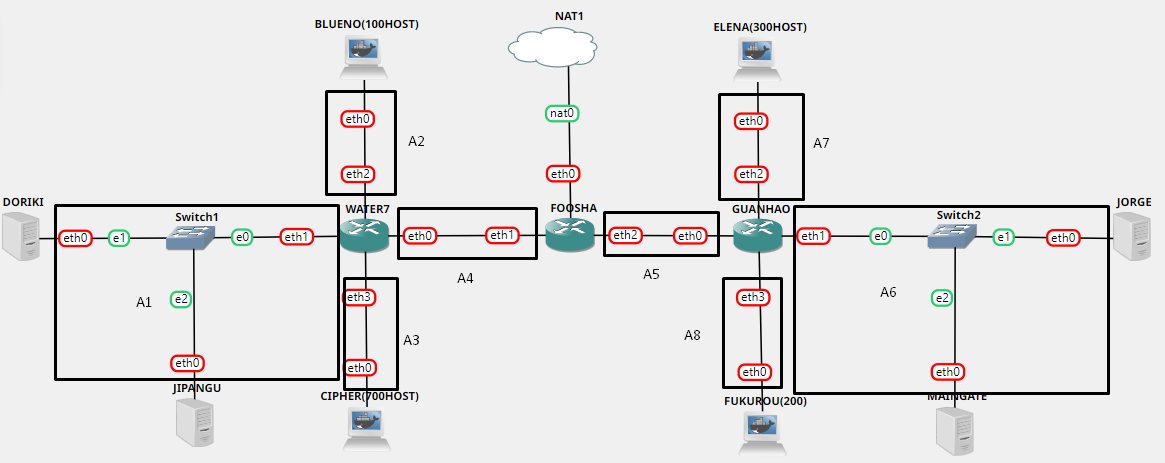 NAT1
BLUENO(100HOST)
ELENA(300HOST)
nat0
eth0
eth0
A2
A7
eth0
eth2
eth0
eth2
DORIKI
Switch1
WATER7
FOOSHA
GUANHAO
Switch2
JORGE
eth0
e1
e0
eth1
eth0
eth1
eth2
eth0
eth1
e0
e1
eth0
A4
A5
A1
e2
eth3
A3
A8
eth3
A6
e2
eth0
eth0
eth0
eth0
JIPANGU
CIPHER(700HOST)
FUKUROU(200)
MAINGATE